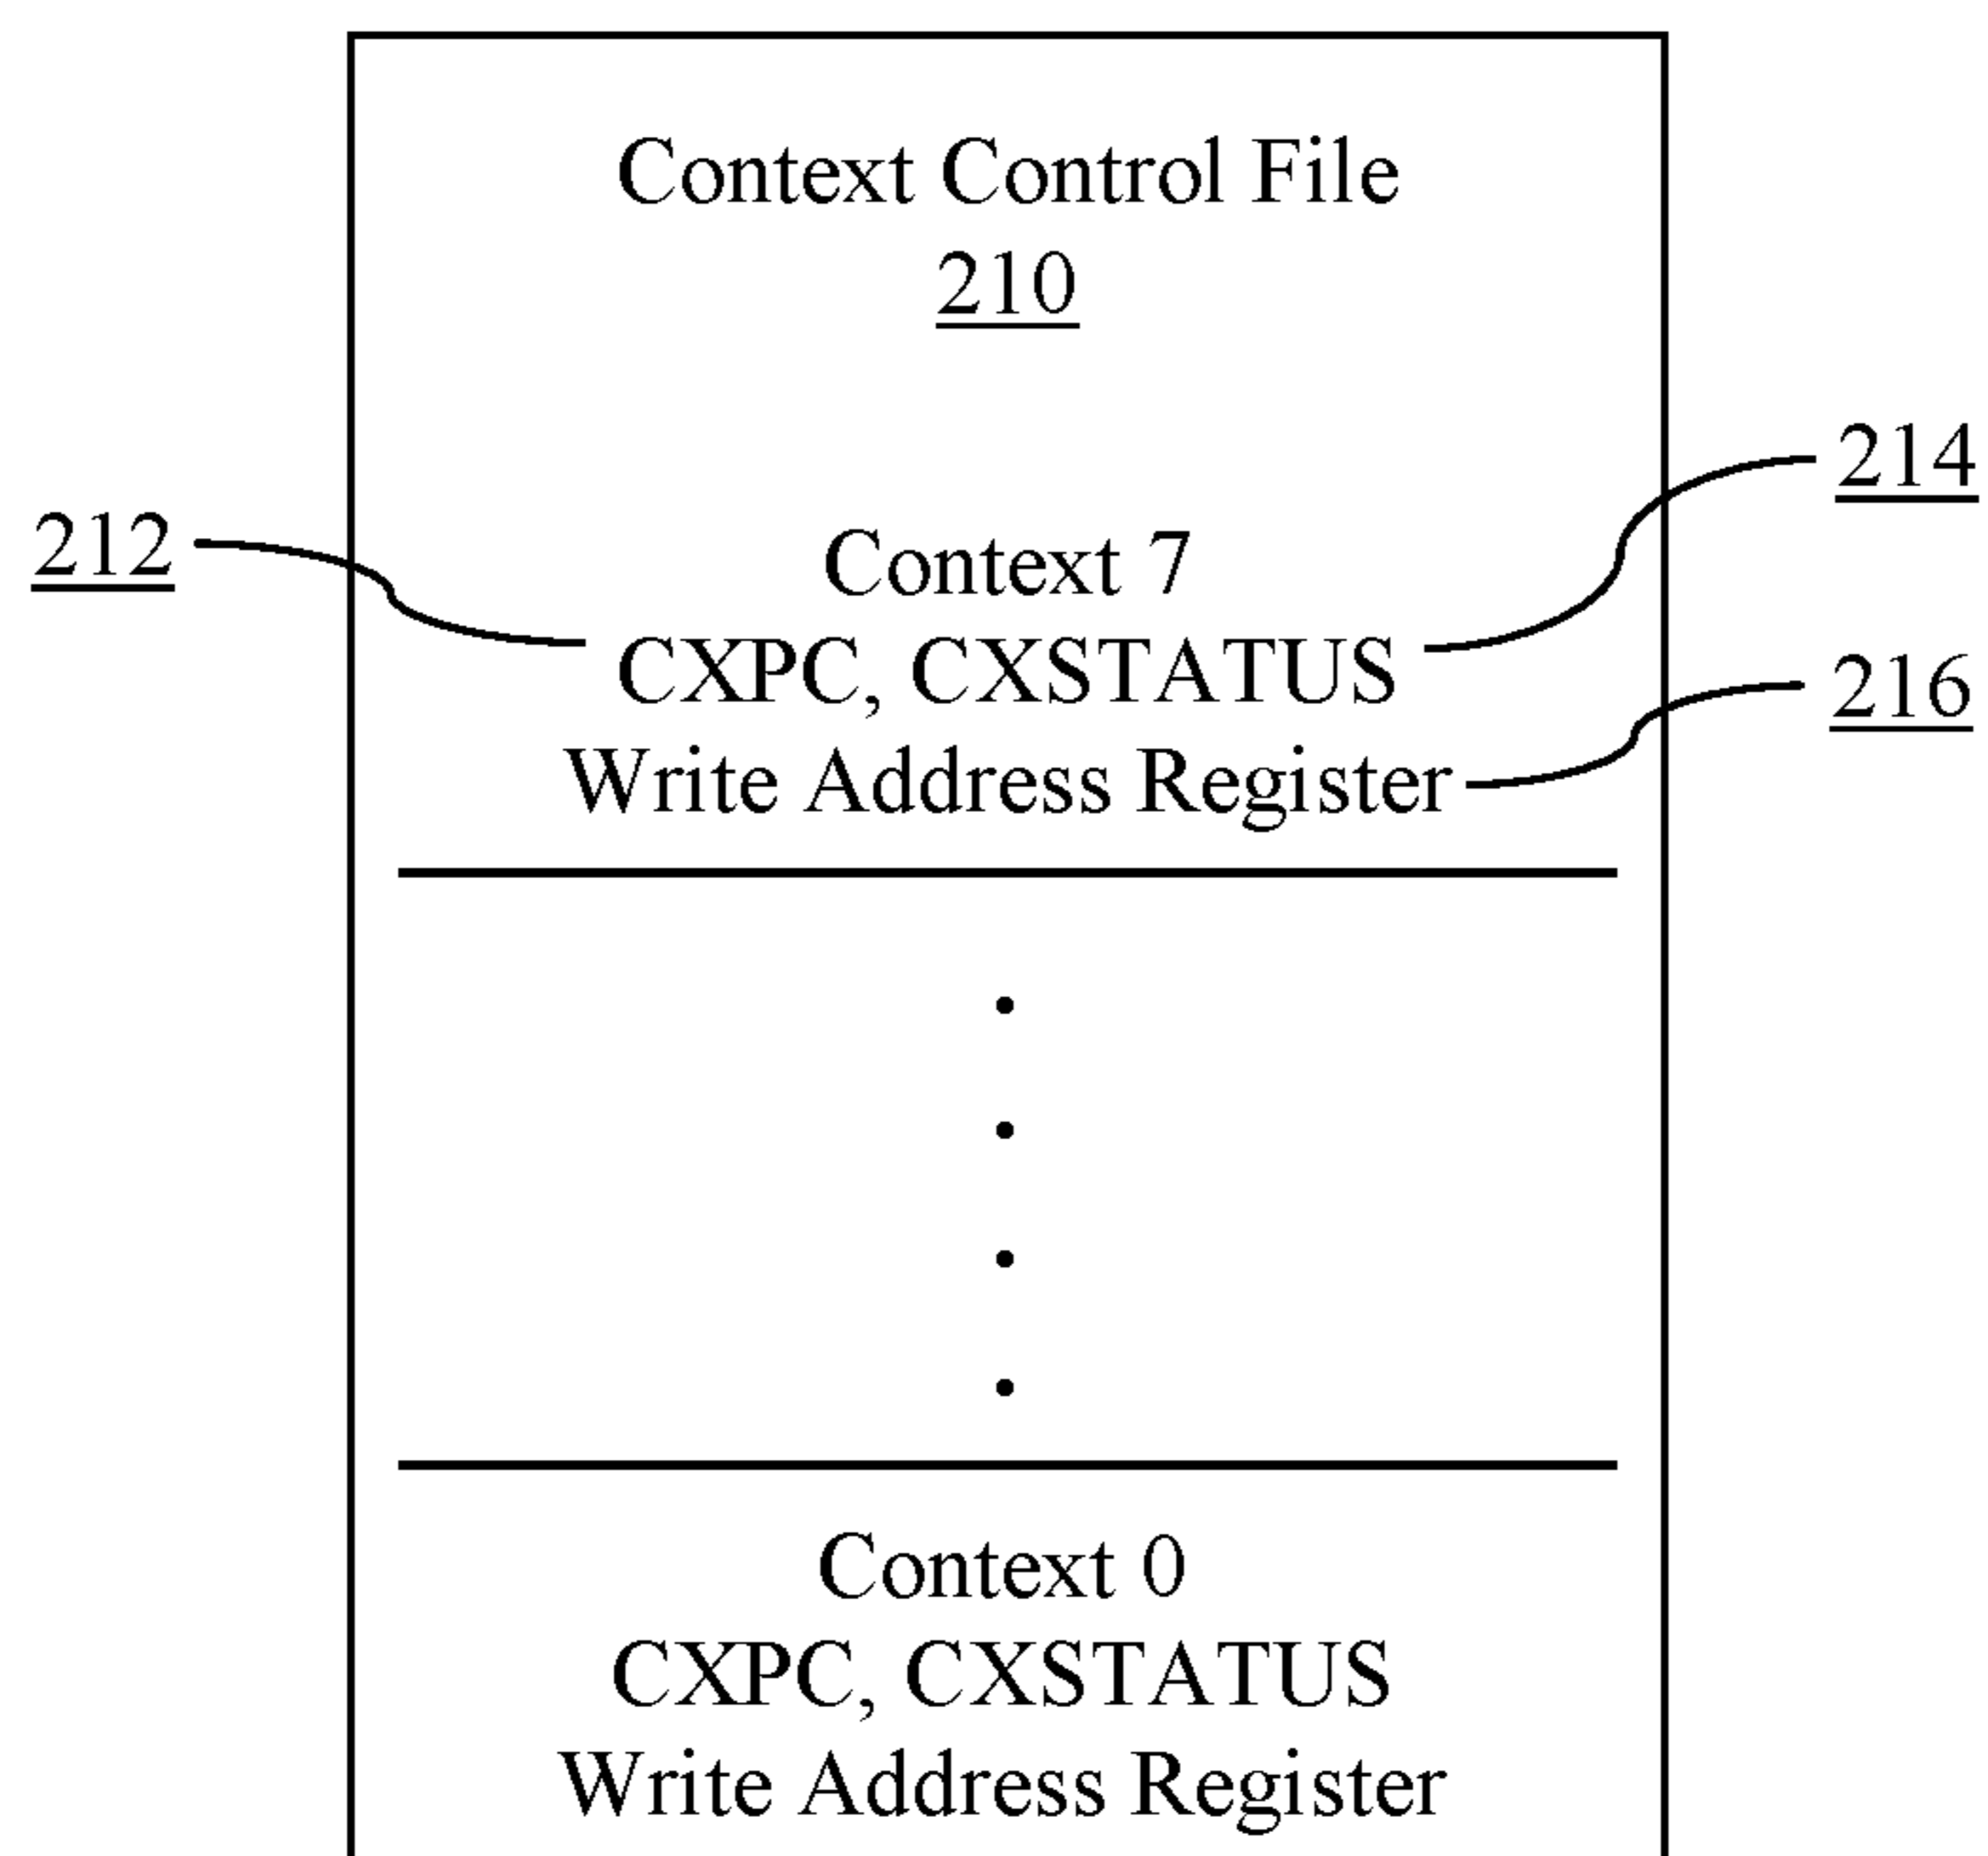 Context Control File
210
214
212
Context 7
CXPC, CXSTATUS
216
Write Address Register
Context 0
CXPC, CXSTATUS
Write Address Register